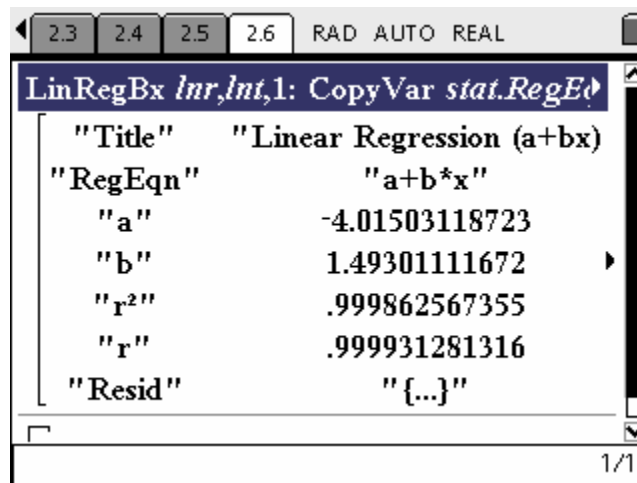 2.3 2.4 2.5 2.6 RAD AUTO REAL
LinRegBx lnr,lnt,1: CopyVar stat.RegE
"Title" "Linear Regression (a+bx)
"RegEqn" "a+b*x"
"a" -4.01503118723
"b" 1.49301111672
"r²" .999862567355
"r" .999931281316
"Resid" "{...}"
1/1